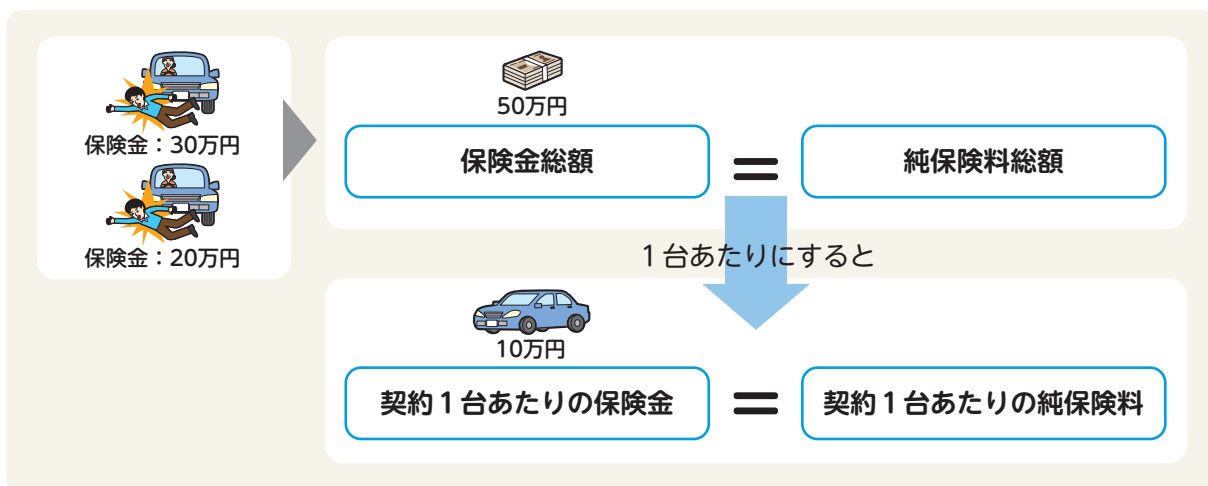 保険金：30万円
保険金：20万円
50万円
保険金総額
＝
純保険料総額
１台あたりにすると
10万円
契約１台あたりの保険金
＝
契約１台あたりの純保険料